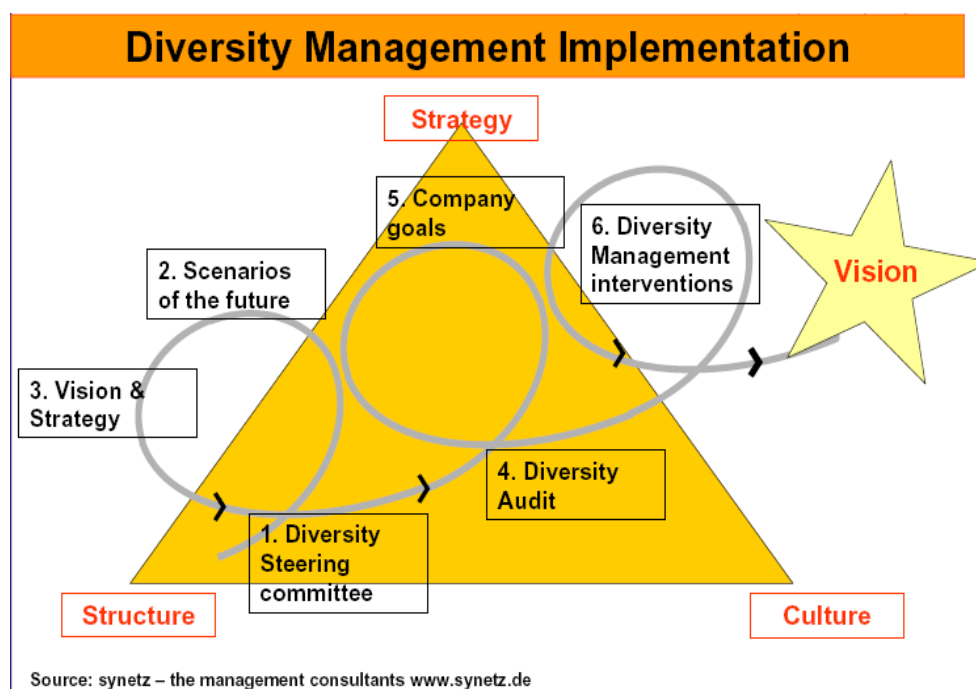 Diversity Management Implementation
Strategy
5. Company
goals
6. Diversity
Management
interventions
Vision
2. Scenarios
of the future
3. Vision &
Strategy
4. Diversity
Audit
1. Diversity
Steering
committee
Structure
Culture
Source: synetz – the management consultants www.synetz.de